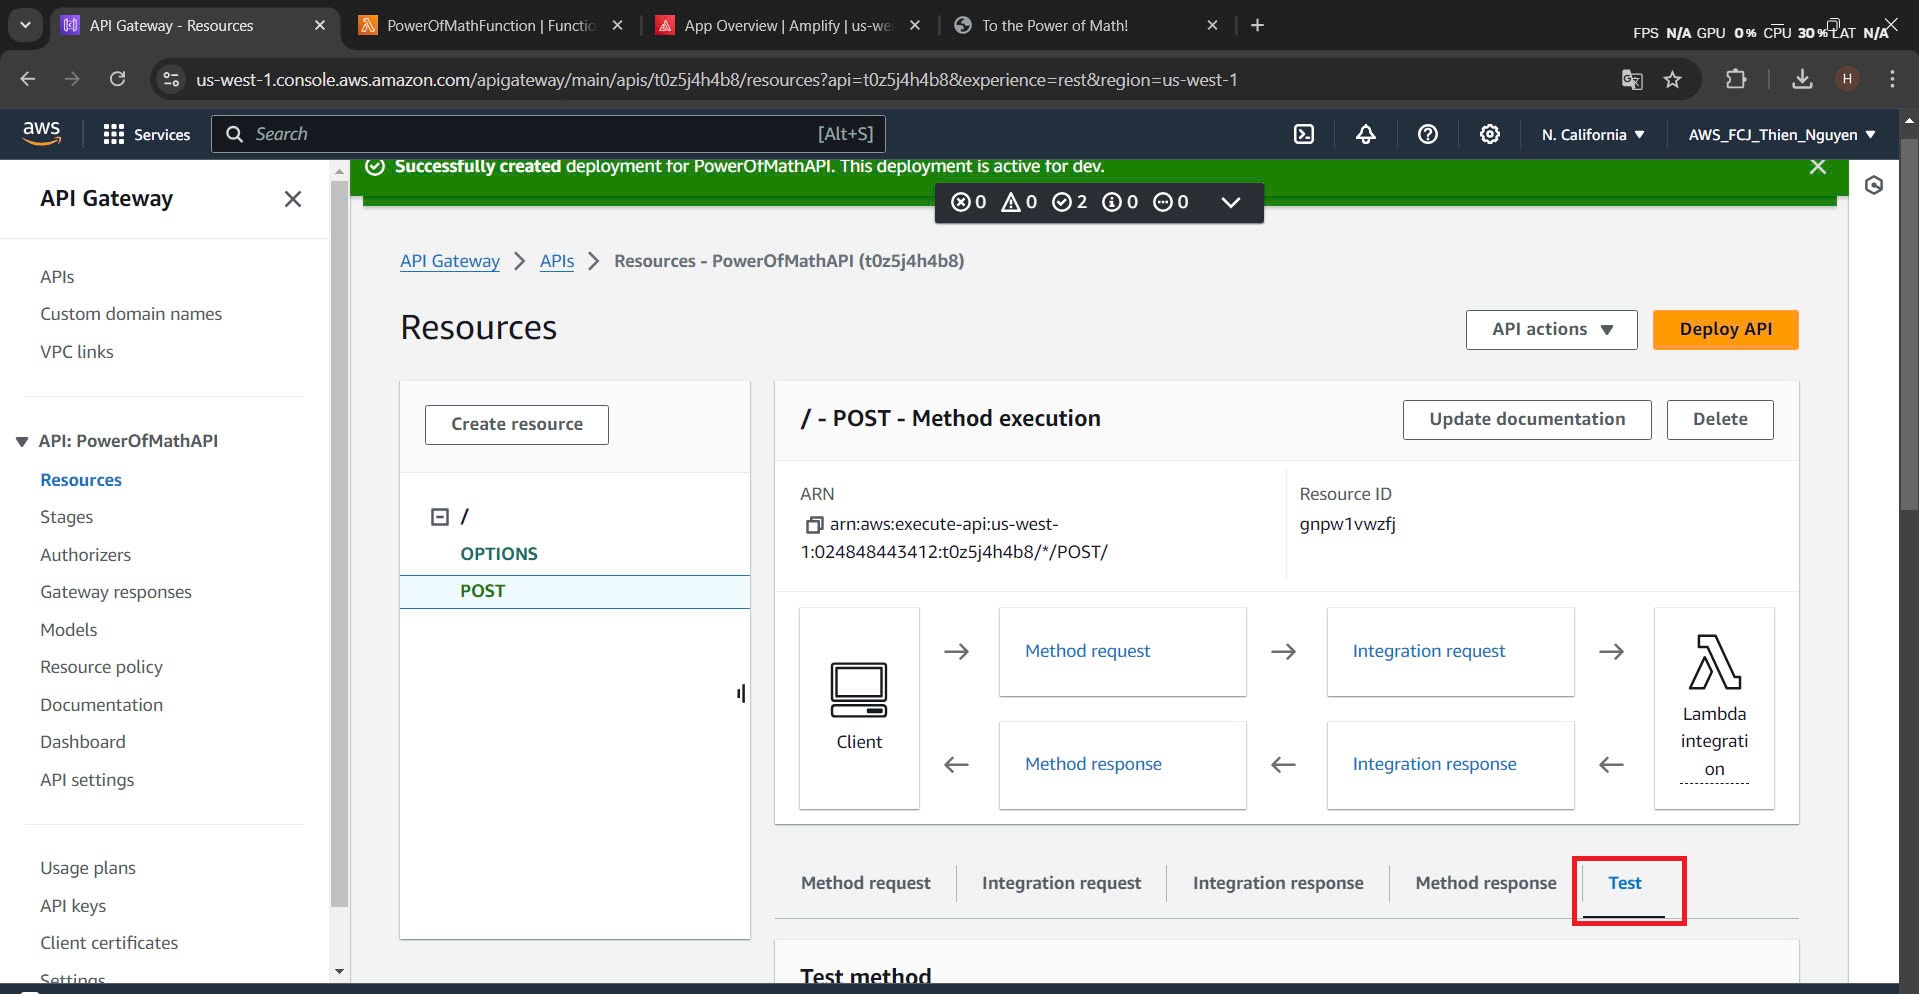 API Gateway - Resources
PowerOfMathFunction | Functio
App Overview | Amplify | us-we
To the Power of Math!
FPS N/A GPU 0% CPU 30% LAT N/A
us-west-1.console.aws.amazon.com/apigateway/main/apis/t0z5j4h4b8/resources?api=t0z5j4h4b8&experience=rest&region=us-west-1
H
aws
Services
Search
[Alt+S]
N. California
AWS_FCJ_Thien_Nguyen
Successfully created deployment for PowerOfMathAPI. This deployment is active for dev.
0 0 2 0 0
API Gateway
APIs
Custom domain names
VPC links
API: PowerOfMathAPI
Resources
Stages
Authorizers
Gateway responses
Models
Resource policy
Documentation
Dashboard
API settings
Usage plans
API keys
Client certificates
Settings
API Gateway > APIs > Resources - PowerOfMathAPI (t0z5j4h4b8)
Resources
API actions
Deploy API
Create resource
/
OPTIONS
POST
/ - POST - Method execution
Update documentation
Delete
ARN
arn:aws:execute-api:us-west-
1:024848443412:t0z5j4h4b8/*/POST/
Resource ID
gnpw1vwzfj
Client
Method request
Integration request
Method response
Integration response
Lambda
integrati
on
Method request
Integration request
Integration response
Method response
Test
Test method